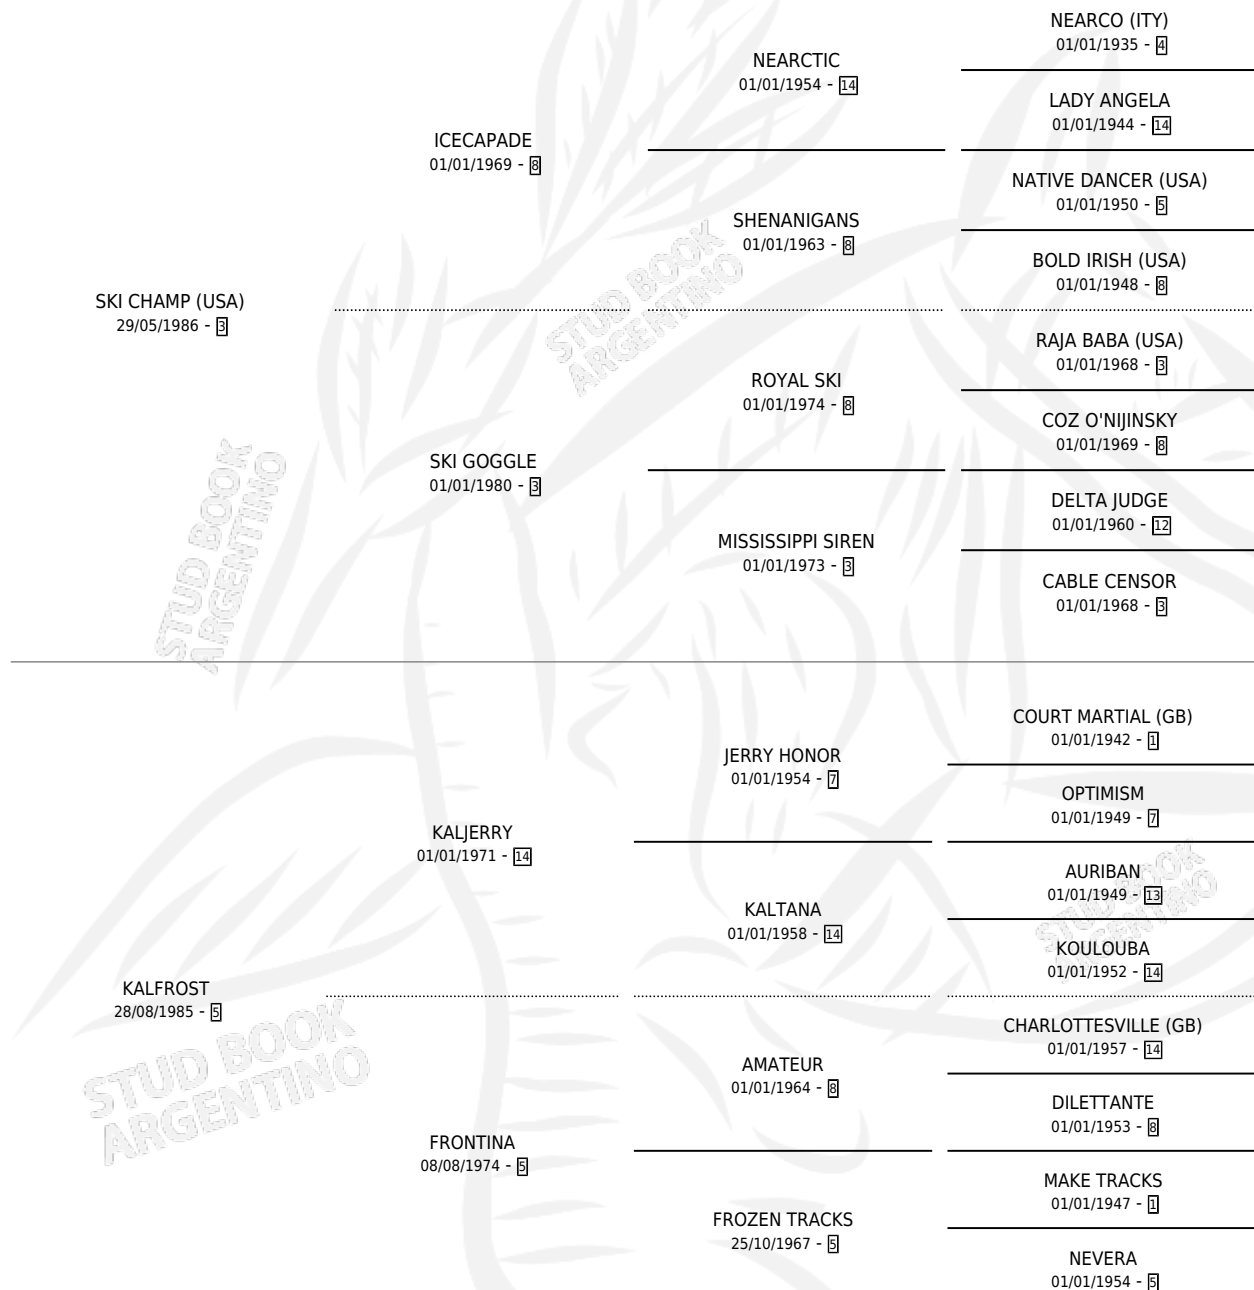 NEARCO (ITY)
01/01/1935 - 4
NEARCTIC
01/01/1954 - 14
LADY ANGELA
01/01/1944 - 14
ICECAPADE
01/01/1969 - 8
NATIVE DANCER (USA)
01/01/1950 - 5
SHENANIGANS
01/01/1963 - 8
BOLD IRISH (USA)
01/01/1948 - 8
SKI CHAMP (USA)
29/05/1986 - 3
RAJA BABA (USA)
01/01/1968 - 3
ROYAL SKI
01/01/1974 - 8
COZ O'NIJINSKY
01/01/1969 - 8
SKI GOGGLE
01/01/1980 - 3
DELTA JUDGE
01/01/1960 - 12
MISSISSIPPI SIREN
01/01/1973 - 3
CABLE CENSOR
01/01/1968 - 3
COURT MARTIAL (GB)
01/01/1942 - 1
JERRY HONOR
01/01/1954 - 7
OPTIMISM
01/01/1949 - 7
KALJERRY
01/01/1971 - 14
AURIBAN
01/01/1949 - 13
KALTANA
01/01/1958 - 14
KOULOUBA
01/01/1952 - 14
KALFROST
28/08/1985 - 5
CHARLOTTESVILLE (GB)
01/01/1957 - 14
AMATEUR
01/01/1964 - 8
DILETTANTE
01/01/1953 - 8
FRONTINA
08/08/1974 - 5
MAKE TRACKS
01/01/1947 - 1
FROZEN TRACKS
25/10/1967 - 5
NEVERA
01/01/1954 - 5
STUD BOOK
ARGENTINO
STUD BOOK
ARGENTINO
STUD BOOK
ARGENTINO
STUD BOOK
ARGENTINO